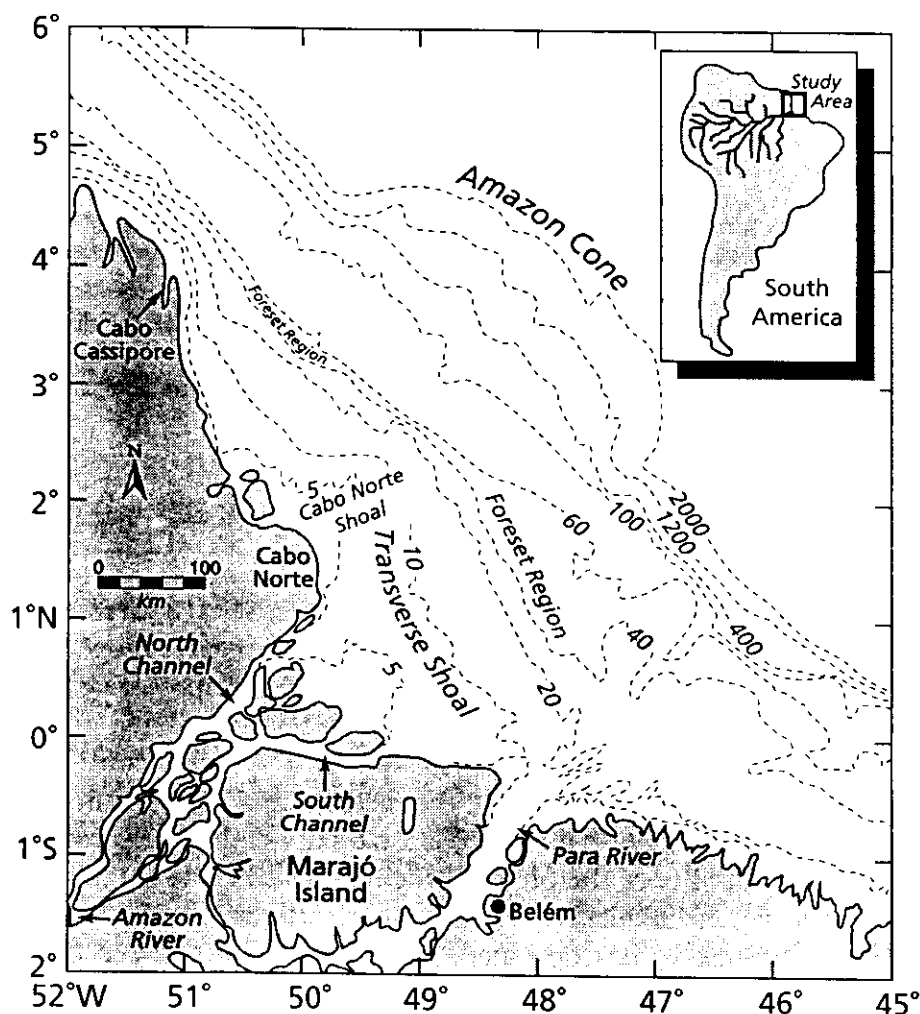 6°
5°
4°
3°
2°
1°N
0°
1°S
2°
52°W
51°
50°
49°
48°
47°
46°
45°
Study
Area
South
America
Amazon Cone
Foreset Region
Cabo
Cassipore
N
0 100
km
5
Cabo Norte
Shoal
Cabo
Norte
Transverse Shoal
10
Foreset Region
60
100
1200
2000
400
40
20
5
North
Channel
South
Channel
Marajó
Island
Para River
Belém
Amazon
River